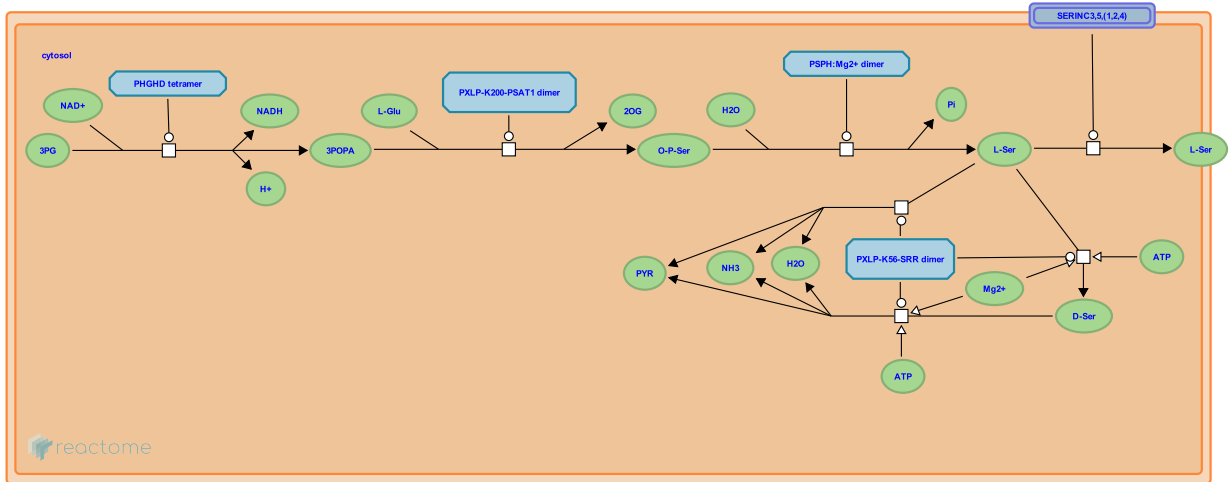 SERINC3,5,(1,2,4)
cytosol
PHGHD tetramer
PXLP-K200-PSAT1 dimer
PSPH:Mg2+ dimer
NAD+
NADH
L-Glu
2OG
H2O
Pi
3PG
3POPA
O-P-Ser
L-Ser
L-Ser
H+
PYR
NH3
H2O
PXLP-K56-SRR dimer
ATP
Mg2+
D-Ser
ATP
reactome